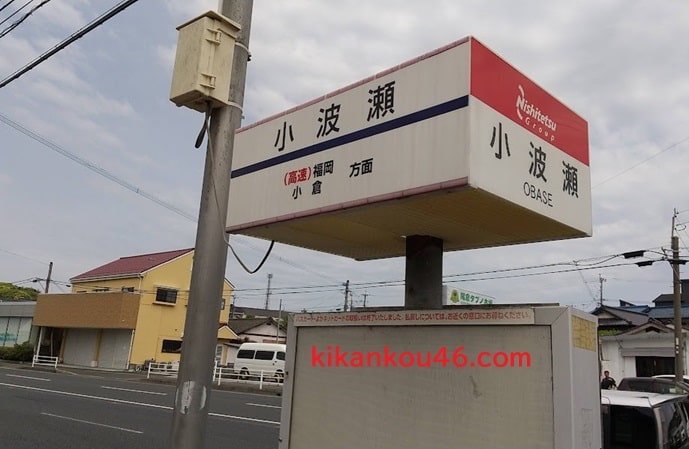 小波瀬
(高速)福岡 方面
小倉
Nishitetsu
Group
小波瀬
OBASE
kikankou46.com